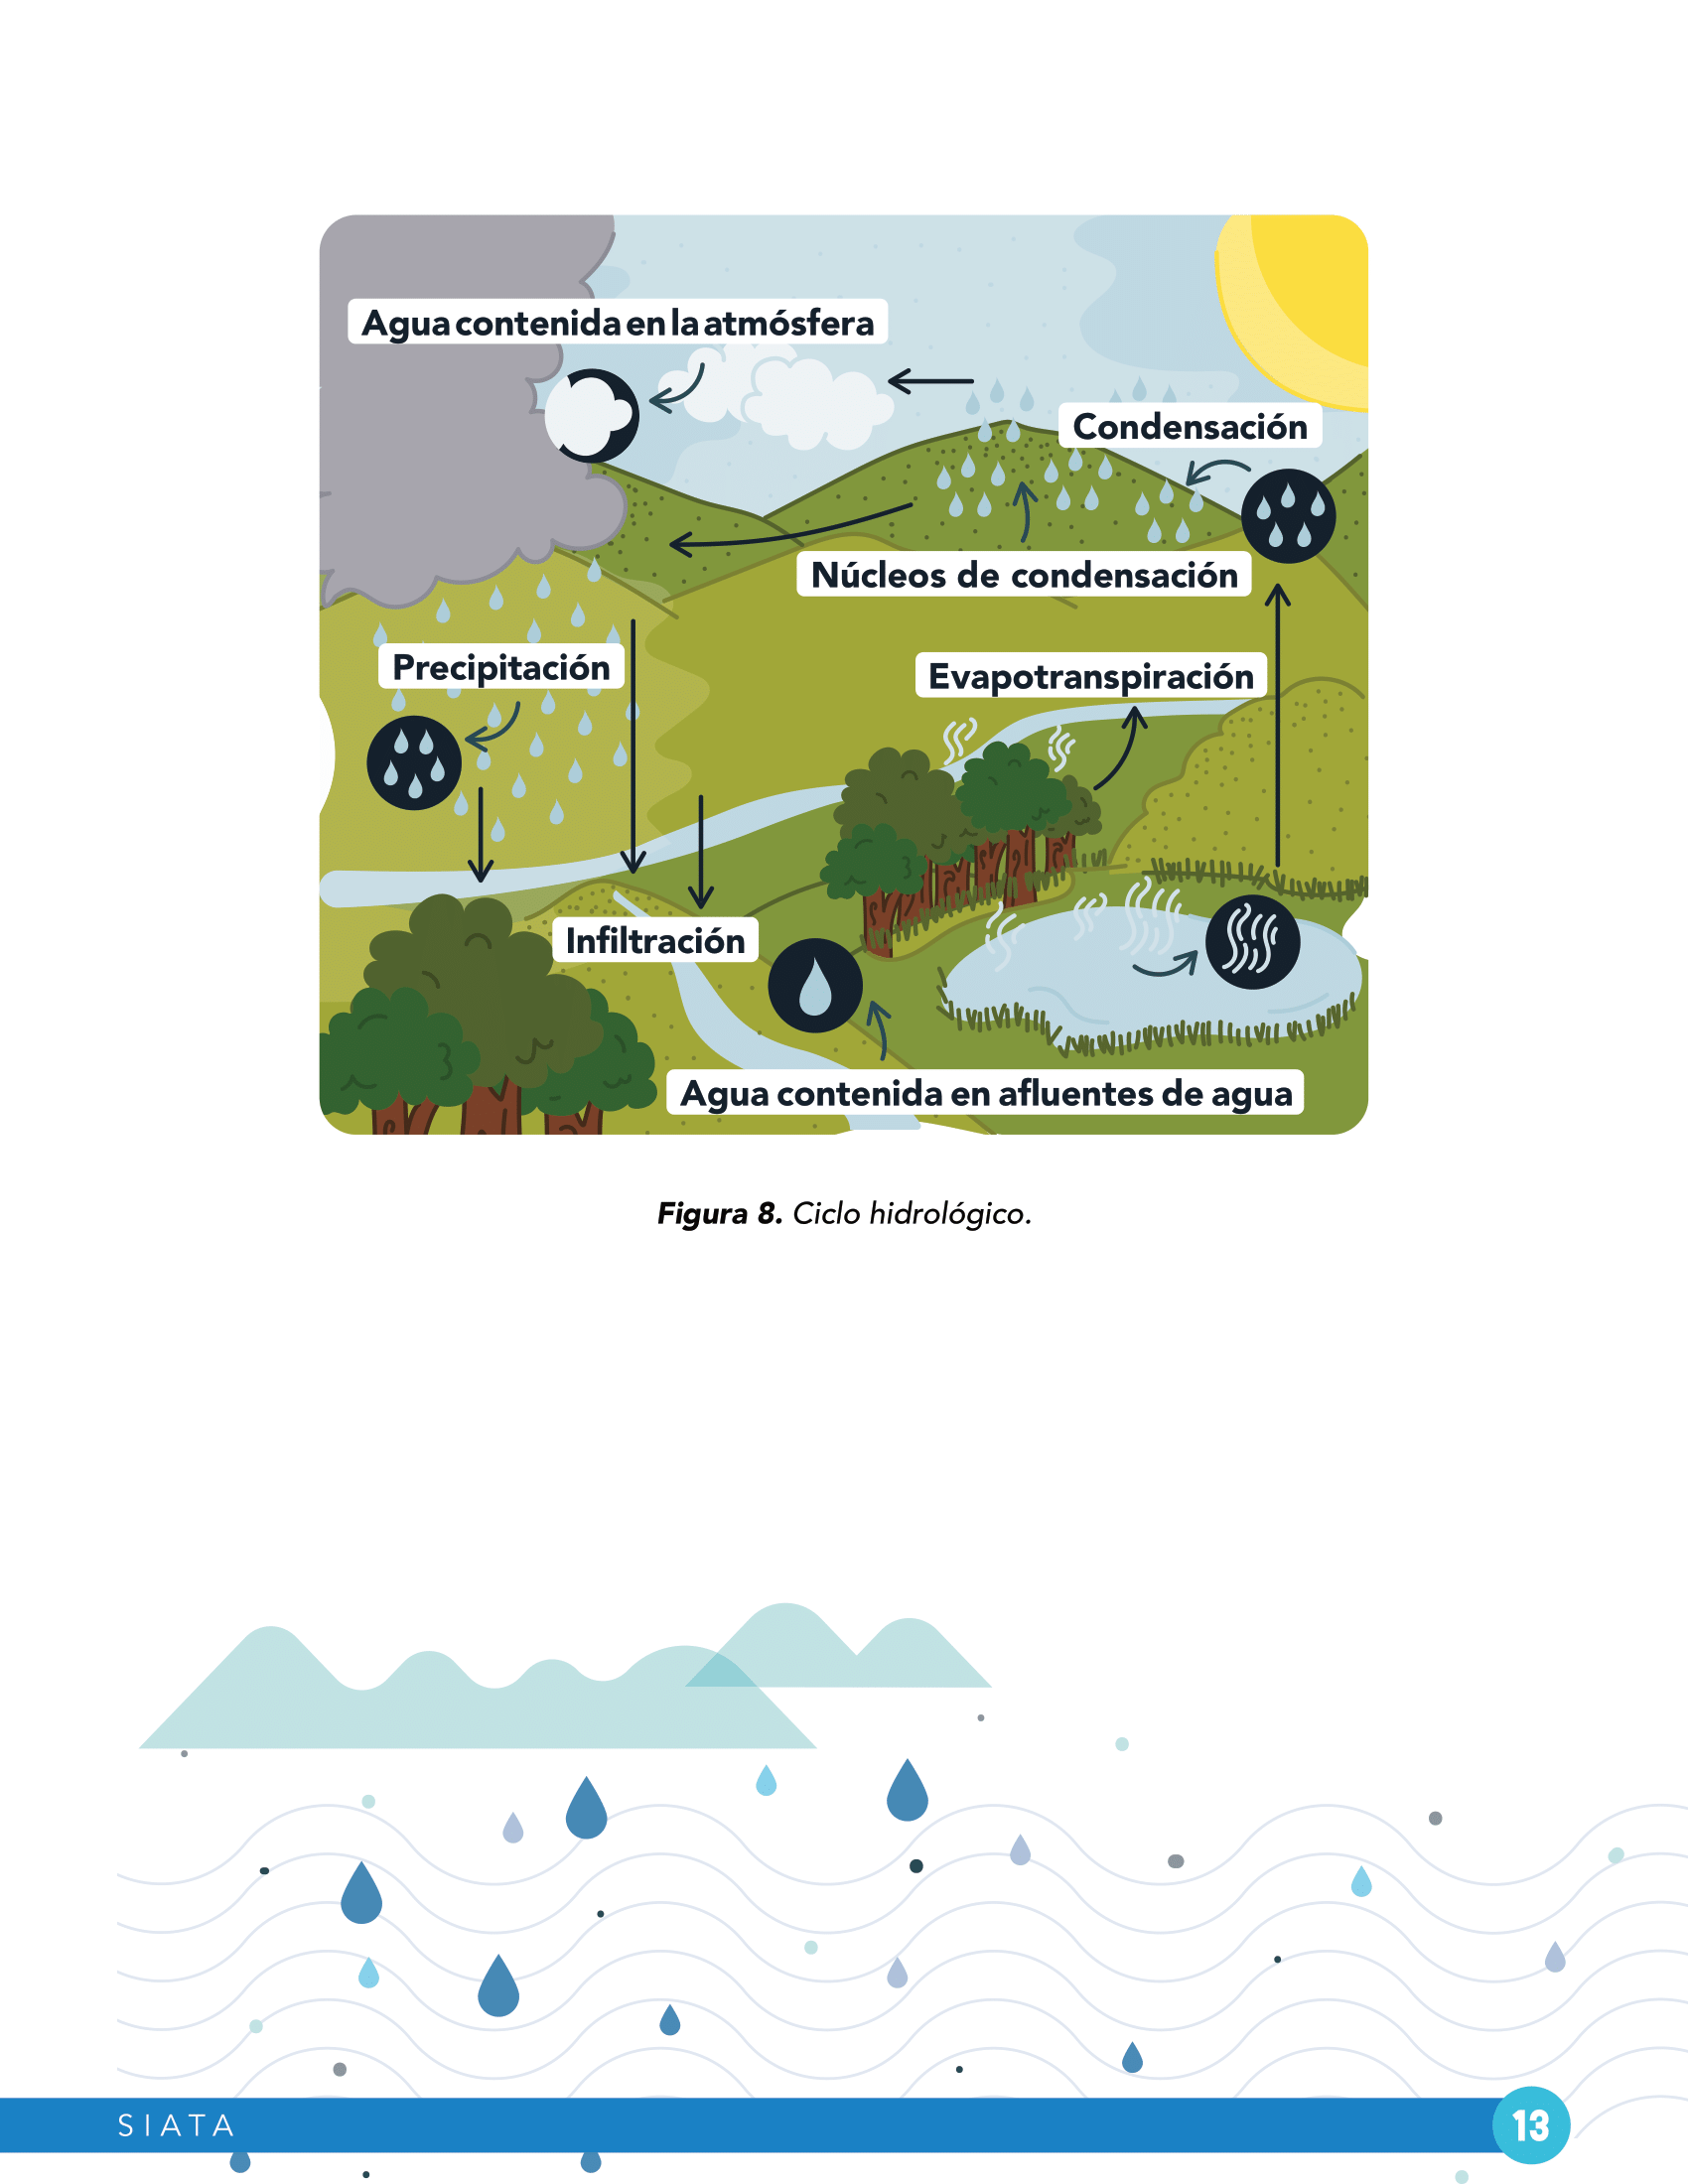 Agua contenida en la atmósfera
Condensación
Núcleos de condensación
Precipitación
Evapotranspiración
Infiltración
Agua contenida en afluentes de agua
Figura 8. Ciclo hidrológico.
SIATA
13